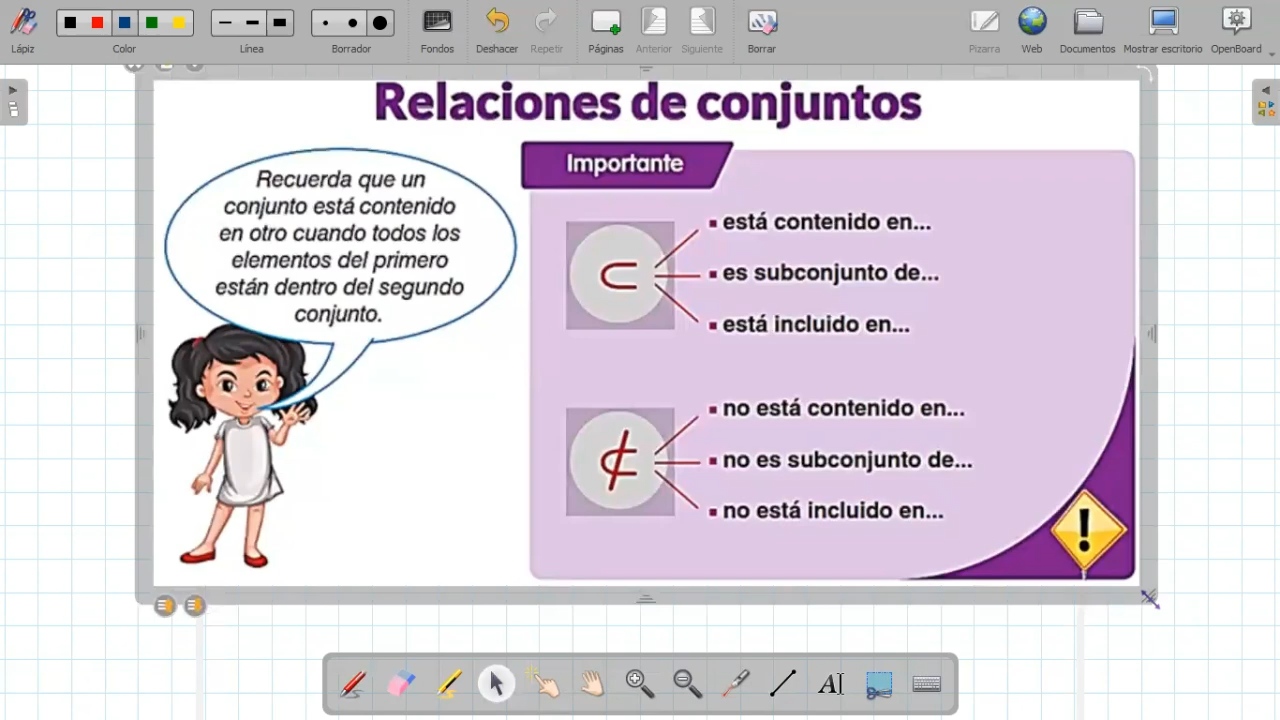 Lápiz
Color
Línea
Borrador
Fondos
Deshacer
Repetir
Páginas
Anterior
Siguiente
Borrar
Pizarra
Web
Documentos
Mostrar escritorio
OpenBoard
Relaciones de conjuntos
Recuerda que un
conjunto está contenido
en otro cuando todos los
elementos del primero
están dentro del segundo
conjunto.
Importante
⊂
▪ está contenido en...
▪ es subconjunto de...
▪ está incluido en...
⊄
▪ no está contenido en...
▪ no es subconjunto de...
▪ no está incluido en...
!
AI